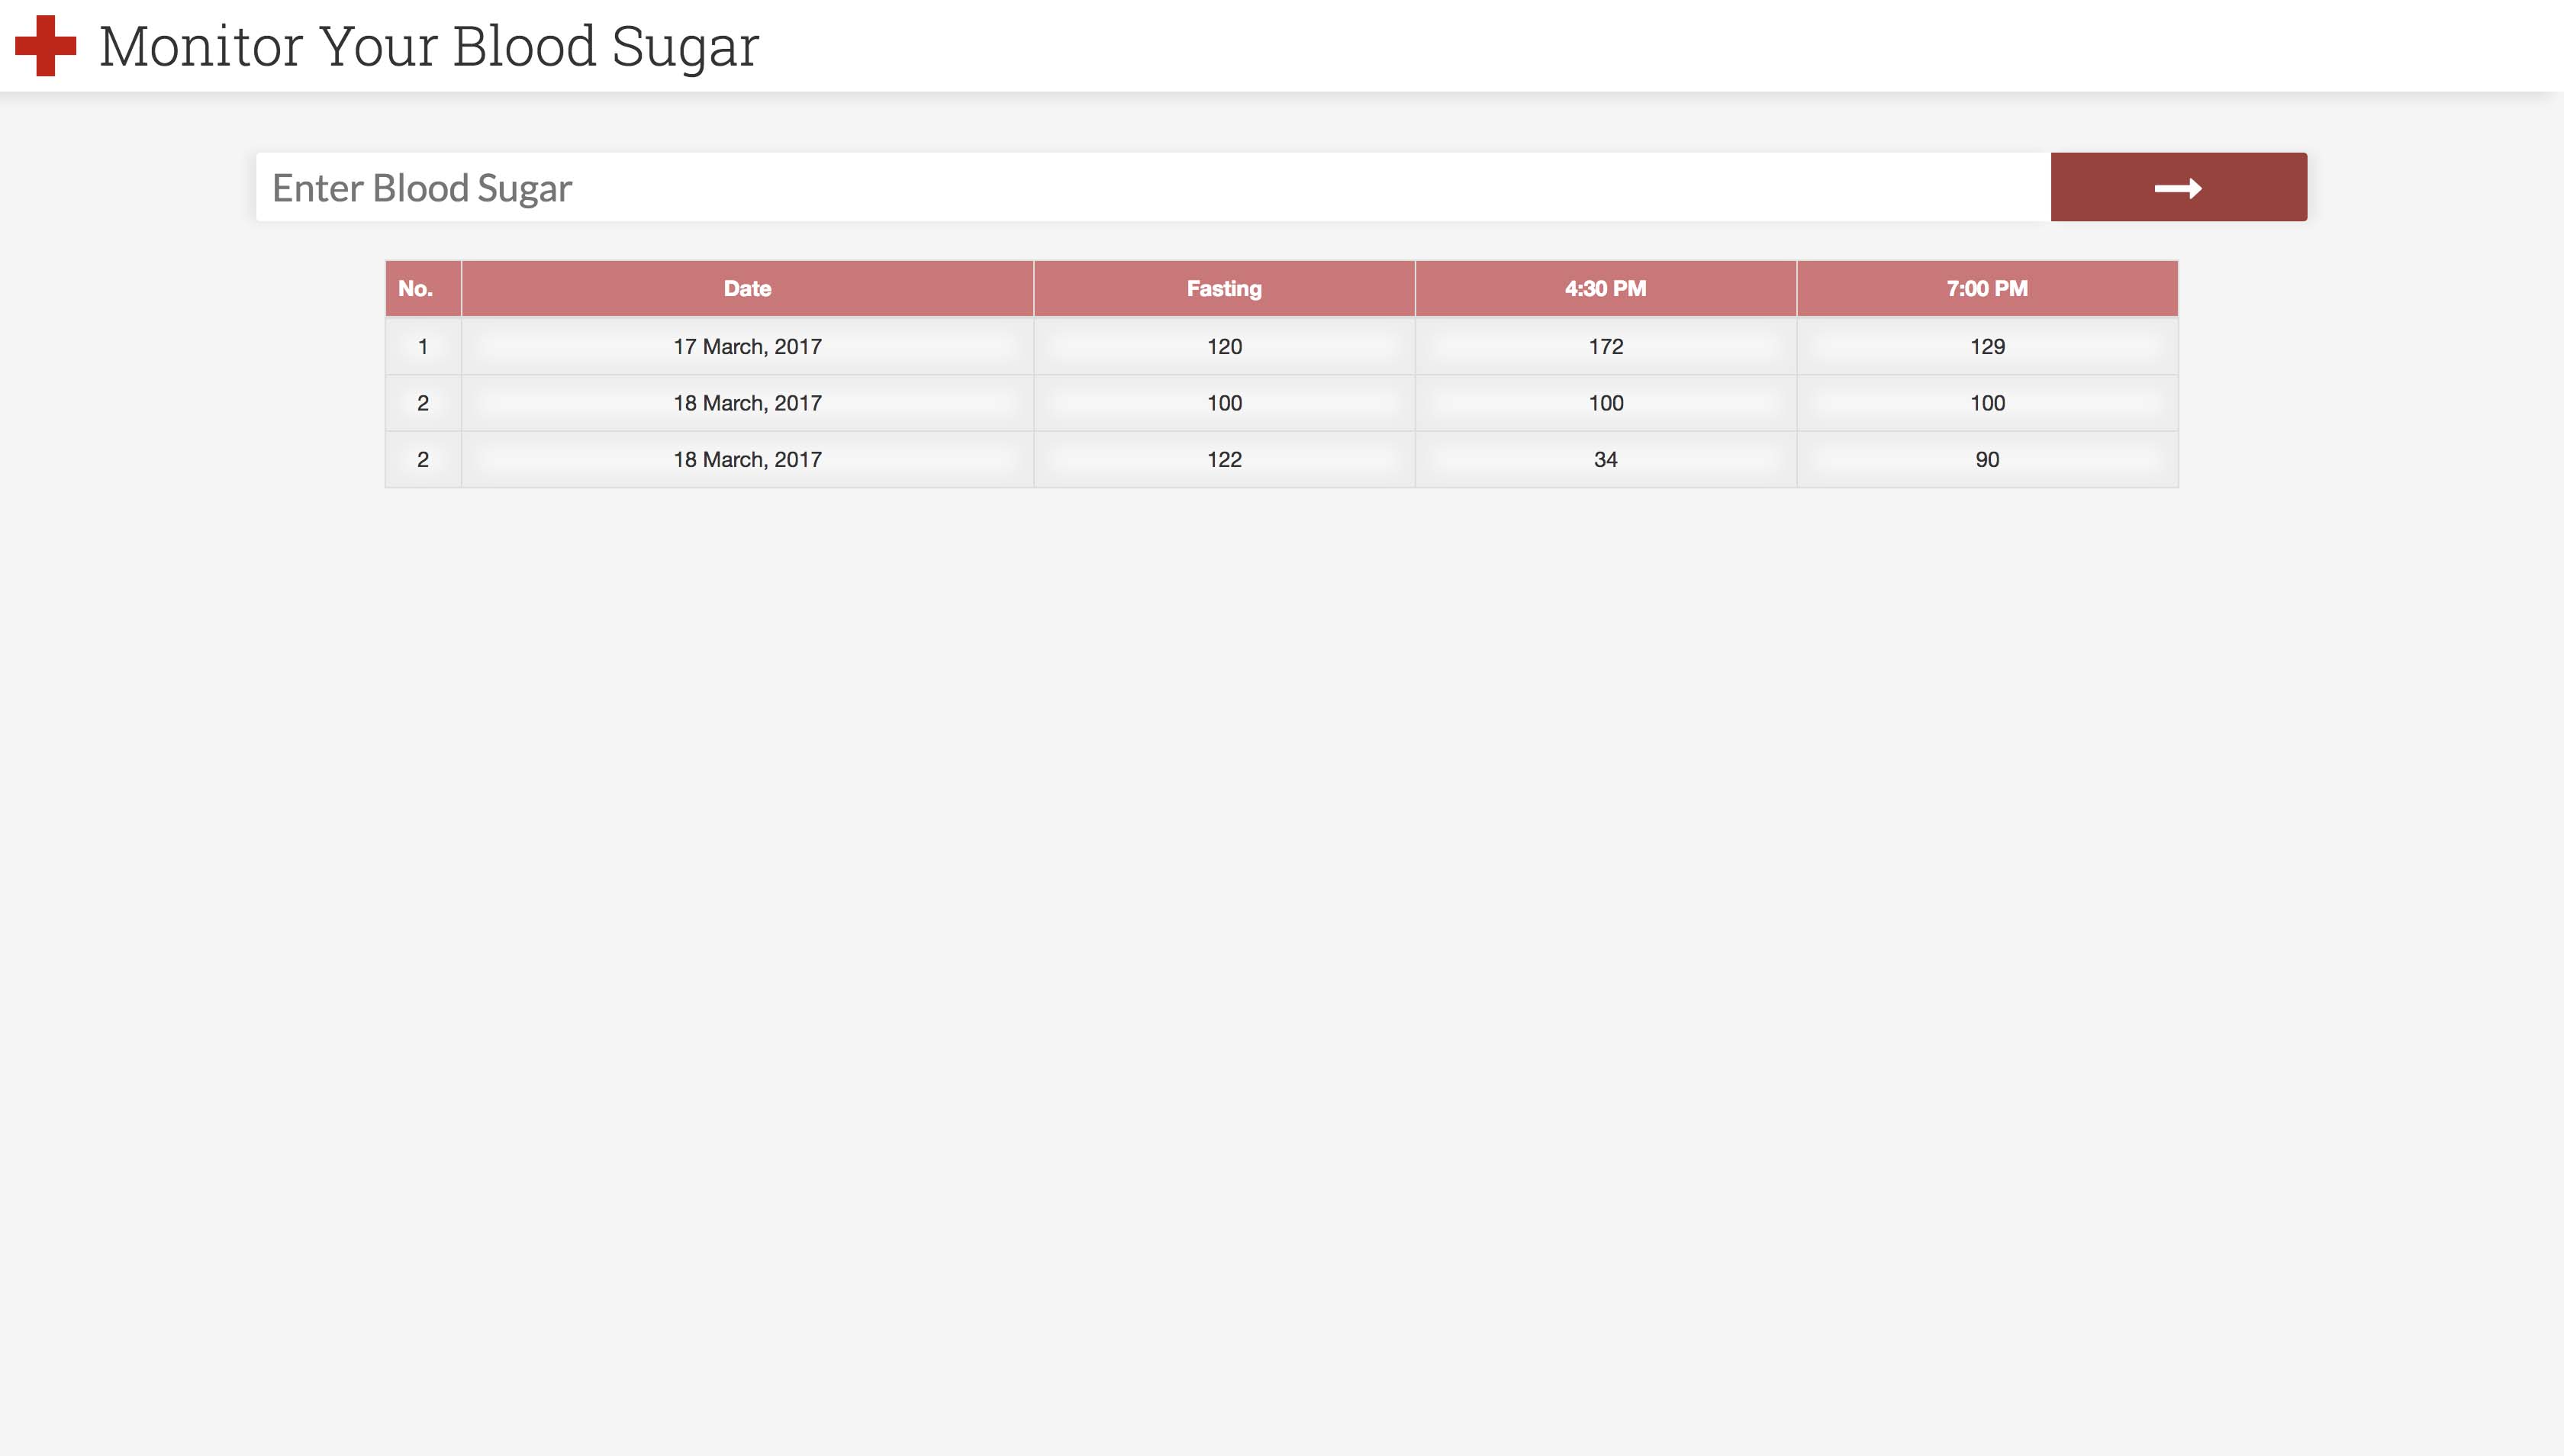 Monitor Your Blood Sugar
Enter Blood Sugar
No. Date Fasting 4:30 PM 7:00 PM
1 17 March, 2017 120 172 129
2 18 March, 2017 100 100 100
2 18 March, 2017 122 34 90